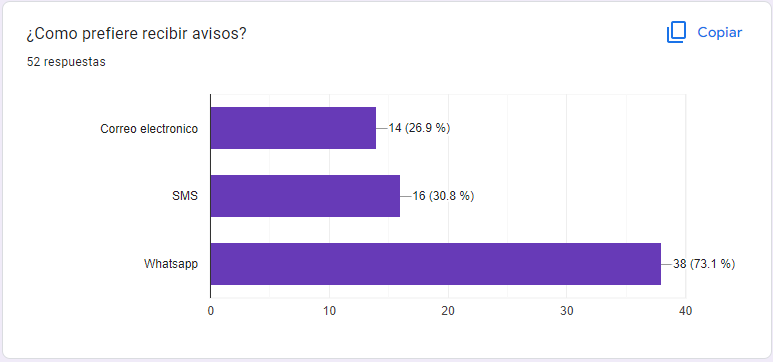 ¿Como prefiere recibir avisos?
Copiar
52 respuestas
Correo electronico
14 (26.9 %)
SMS
16 (30.8 %)
Whatsapp
38 (73.1 %)
0 10 20 30 40